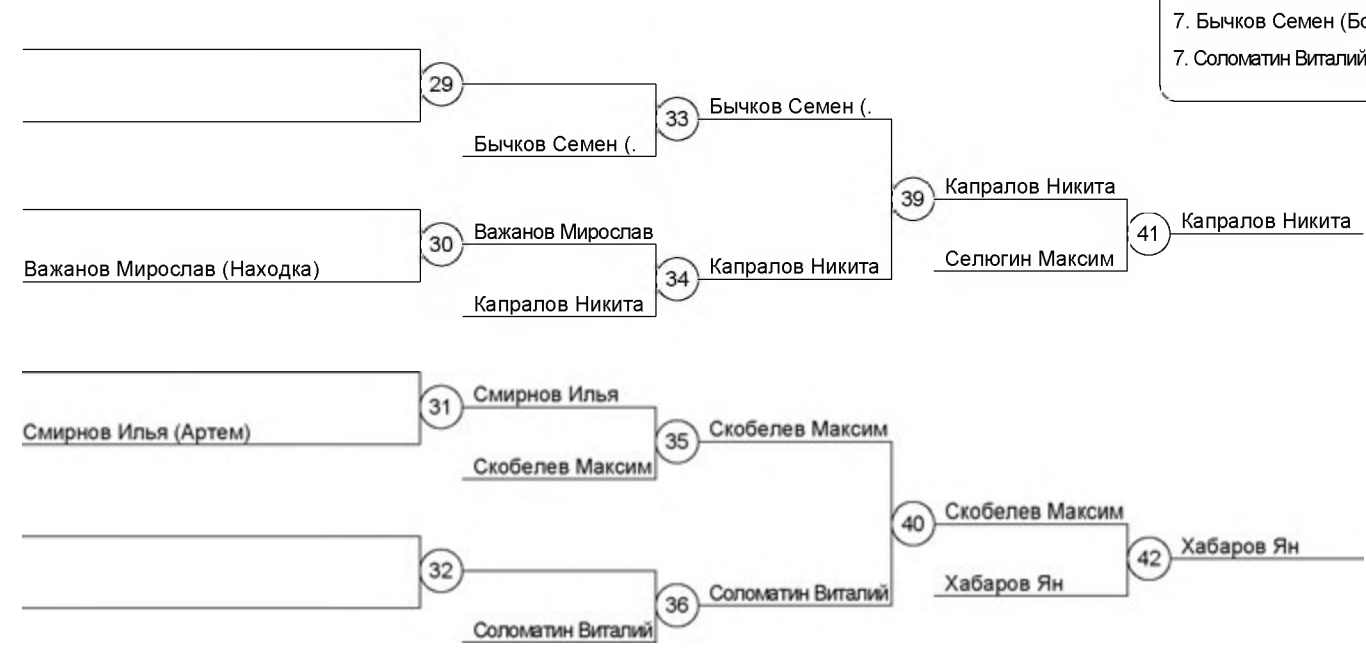 7. Бычков Семен (Бо
7. Соломатин Виталий
29
33
Бычков Семен (.
Бычков Семен (.
39
Капралов Никита
30
Важанов Мирослав
41
Капралов Никита
Важанов Мирослав (Находка)
34
Капралов Никита
Селюгин Максим
Капралов Никита
31
Смирнов Илья
Смирнов Илья (Артем)
35
Скобелев Максим
Скобелев Максим
40
Скобелев Максим
32
42
Хабаров Ян
36
Соломатин Виталий
Хабаров Ян
Соломатин Виталий